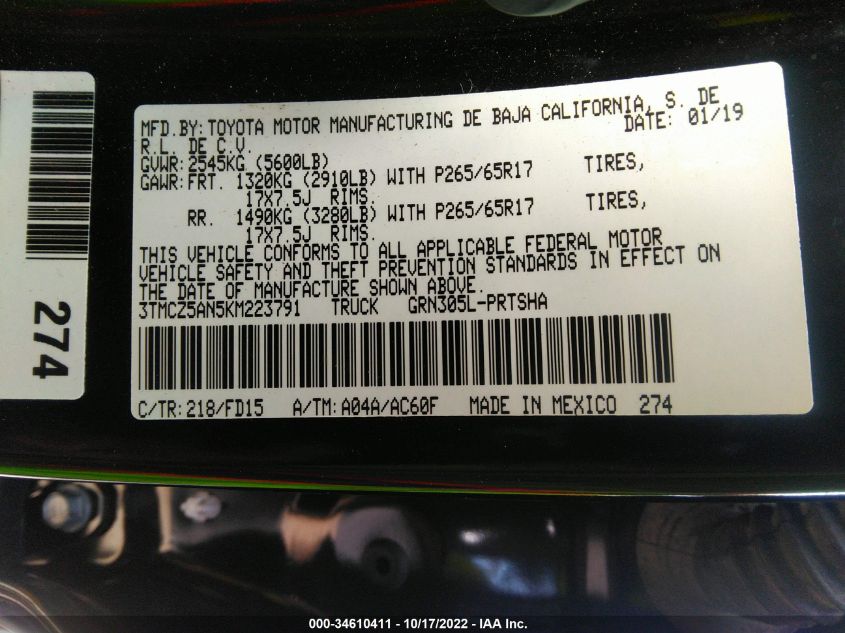 274
MFD.BY:TOYOTA MOTOR MANUFACTURING DE BAJA CALIFORNIA, S. DE
R.L. DE C.V. DATE: 01/19
GVWR:2545KG (5600LB)
GAWR:FRT. 1320KG (2910LB) WITH P265/65R17 TIRES,
17X7.5J RIMS.
RR. 1490KG (3280LB) WITH P265/65R17 TIRES,
17X7.5J RIMS.
THIS VEHICLE CONFORMS TO ALL APPLICABLE FEDERAL MOTOR
VEHICLE SAFETY AND THEFT PREVENTION STANDARDS IN EFFECT ON
THE DATE OF MANUFACTURE SHOWN ABOVE.
3TMCZ5AN5KM223791 TRUCK GRN305L-PRTSHA
C/TR:218/FD15 A/TM:A04A/AC60F MADE IN MEXICO 274
000-34610411 - 10/17/2022 - IAA Inc.